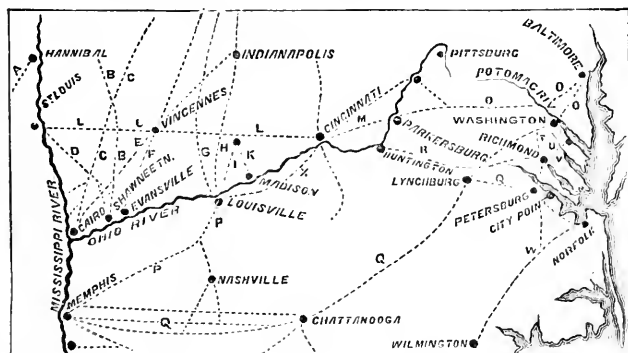 HANNIBAL
INDIANAPOLIS
PITTSBURG
BALTIMORE
A
B
C
ST.LOUIS
POTOMAC RIV.
O
O
O
VINCENNES
CINCINNATI
M
WASHINGTON
L
L
L
PARKERSBURG
RICHMOND
T
U
V
D
C
B
E
F
G
H
I
K
X
HUNTINGTON
R
LYNCHBURG
Q
MADISON
SHAWNEETN.
EVANSVILLE
CAIRO
LOUISVILLE
PETERSBURG
CITY POINT
OHIO RIVER
P
NORFOLK
MISSISSIPPI RIVER
P
Q
W
NASHVILLE
MEMPHIS
Q
CHATTANOOGA
WILMINGTON